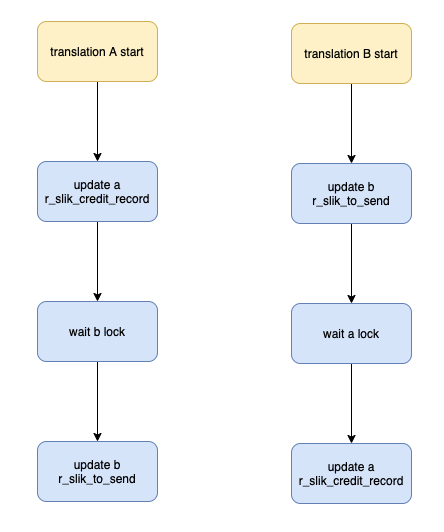 translation A start
update a
r_slik_credit_record
wait b lock
update b
r_slik_to_send
translation B start
update b
r_slik_to_send
wait a lock
update a
r_slik_credit_record